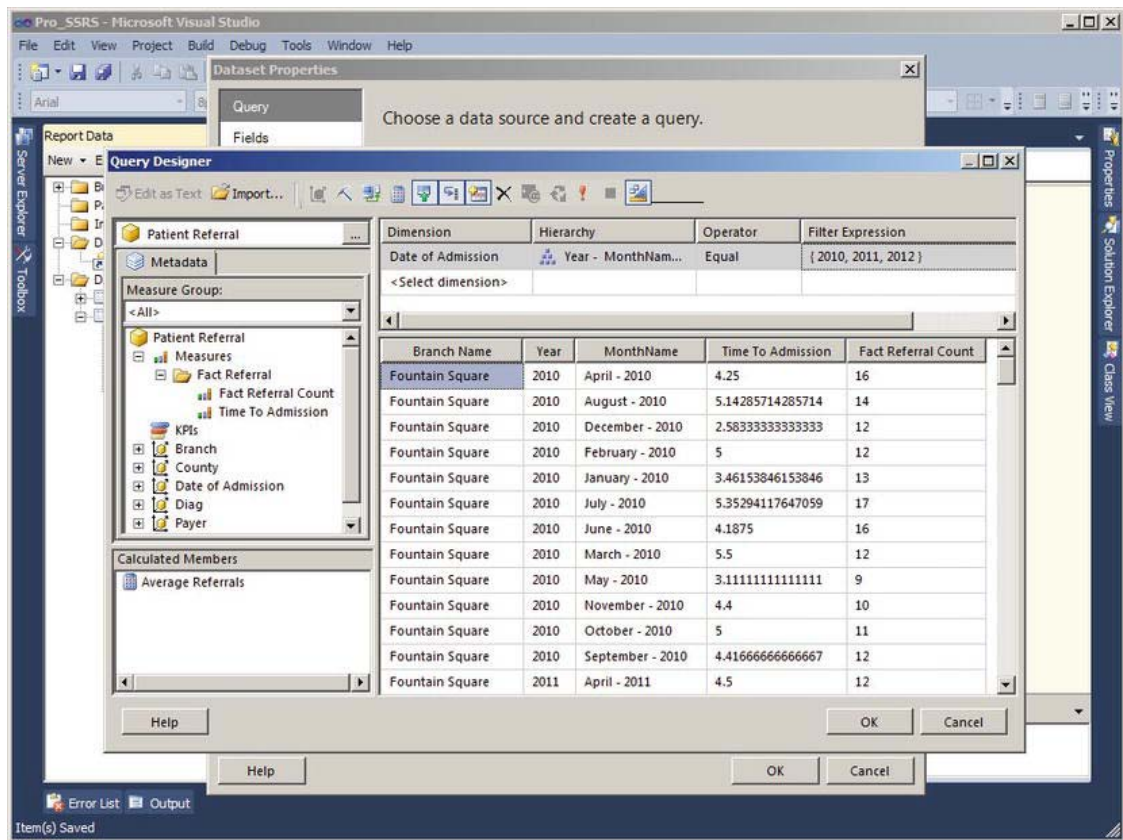 Pro_SSRS - Microsoft Visual Studio
File Edit View Project Build Debug Tools Window Help
Dataset Properties
Arial
Query
Choose a data source and create a query.
Fields
Report Data
New
Server Explorer
Toolbox
Properties
Solution Explorer
Class View
Query Designer
Edit as Text Import...
Patient Referral ...
Metadata
Measure Group:
<All>
Patient Referral
Measures
Fact Referral
Fact Referral Count
Time To Admission
KPIs
Branch
County
Date of Admission
Diag
Payer
Calculated Members
Average Referrals
Dimension Hierarchy Operator Filter Expression
Date of Admission Year - MonthNam... Equal { 2010, 2011, 2012 }
<Select dimension>
Branch Name Year MonthName Time To Admission Fact Referral Count
Fountain Square 2010 April - 2010 4.25 16
Fountain Square 2010 August - 2010 5.14285714285714 14
Fountain Square 2010 December - 2010 2.58333333333333 12
Fountain Square 2010 February - 2010 5 12
Fountain Square 2010 January - 2010 3.46153846153846 13
Fountain Square 2010 July - 2010 5.35294117647059 17
Fountain Square 2010 June - 2010 4.1875 16
Fountain Square 2010 March - 2010 5.5 12
Fountain Square 2010 May - 2010 3.11111111111111 9
Fountain Square 2010 November - 2010 4.4 10
Fountain Square 2010 October - 2010 5 11
Fountain Square 2010 September - 2010 4.41666666666667 12
Fountain Square 2011 April - 2011 4.5 12
Help OK Cancel
Help OK Cancel
Error List Output
Item(s) Saved